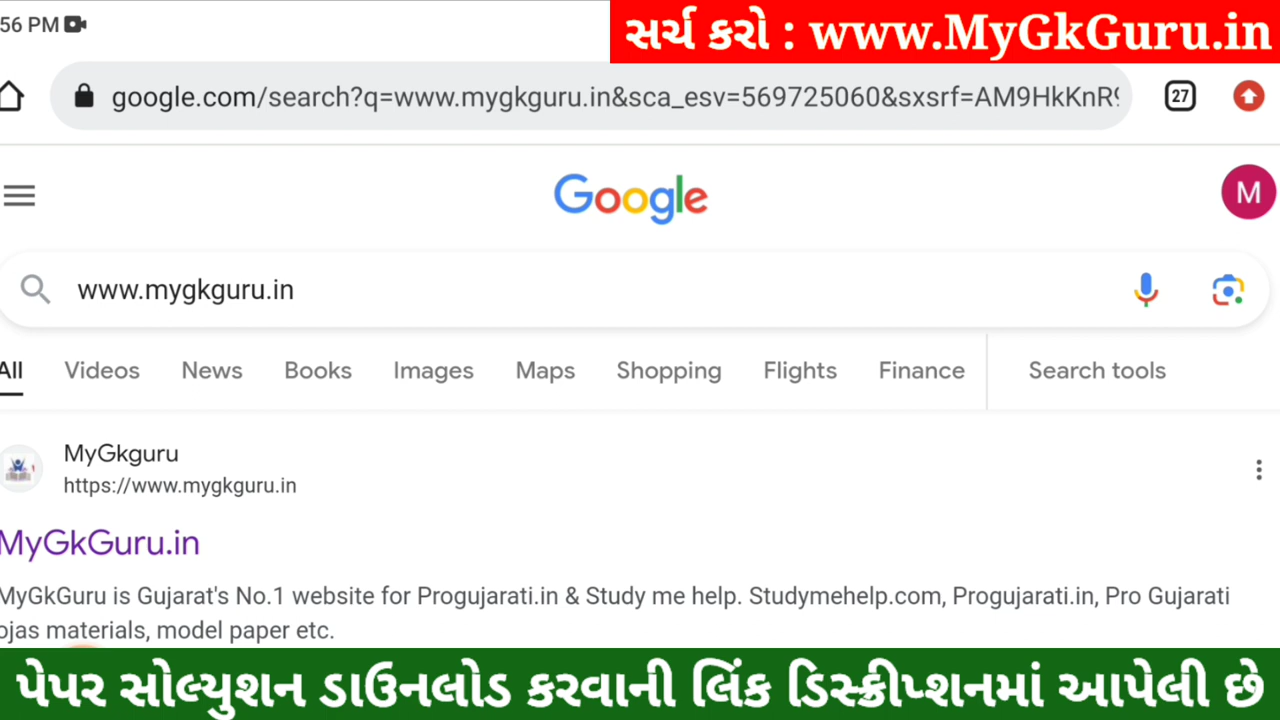 56 PM
સર્ચ કરો : www.MyGkGuru.in
google.com/search?q=www.mygkguru.in&sca_esv=569725060&sxsrf=AM9HkKnR9
27
Google
M
www.mygkguru.in
All Videos News Books Images Maps Shopping Flights Finance Search tools
MyGkguru
https://www.mygkguru.in
MyGkGuru.in
MyGkGuru is Gujarat's No.1 website for Progujarati.in & Study me help. Studymehelp.com, Progujarati.in, Pro Gujarati
ojas materials, model paper etc.
પેપર સોલ્યુશન ડાઉનલોડ કરવાની લિંક ડિસ્ક્રીપ્શનમાં આપેલી છે